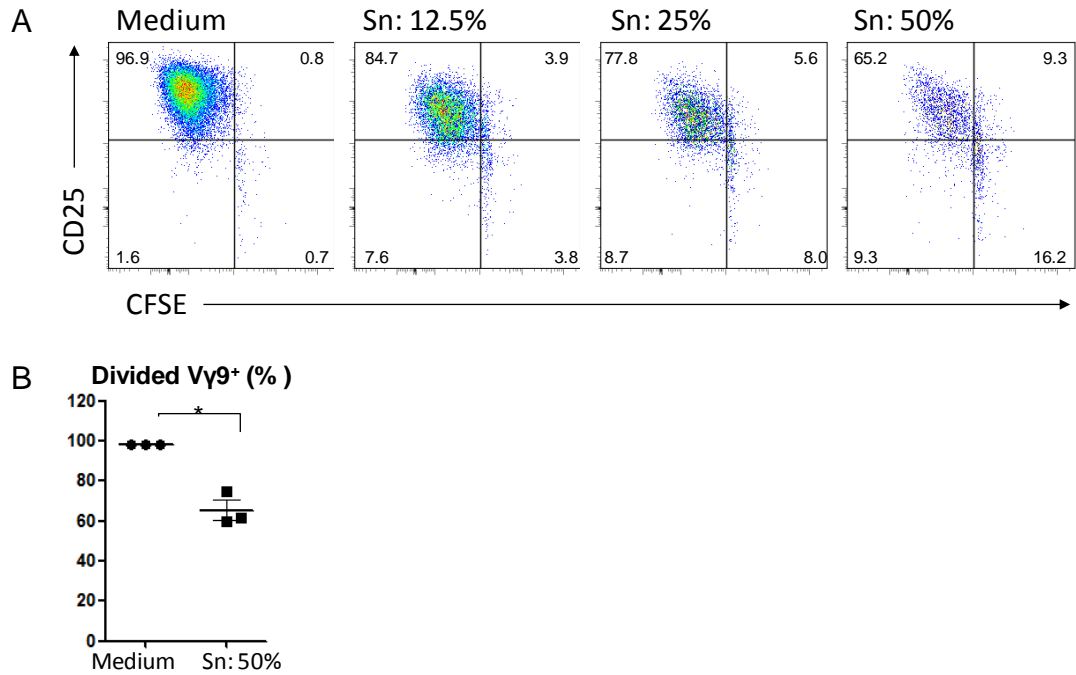 A
Medium Sn: 12.5% Sn: 25% Sn: 50%
96.9 0.8 84.7 3.9 77.8 5.6 65.2 9.3
CD25
1.6 0.7 7.6 3.8 8.7 8.0 9.3 16.2
CFSE
B
Divided Vγ9⁺ (% )
120
*
100
80
60
40
20
0
Medium Sn: 50%